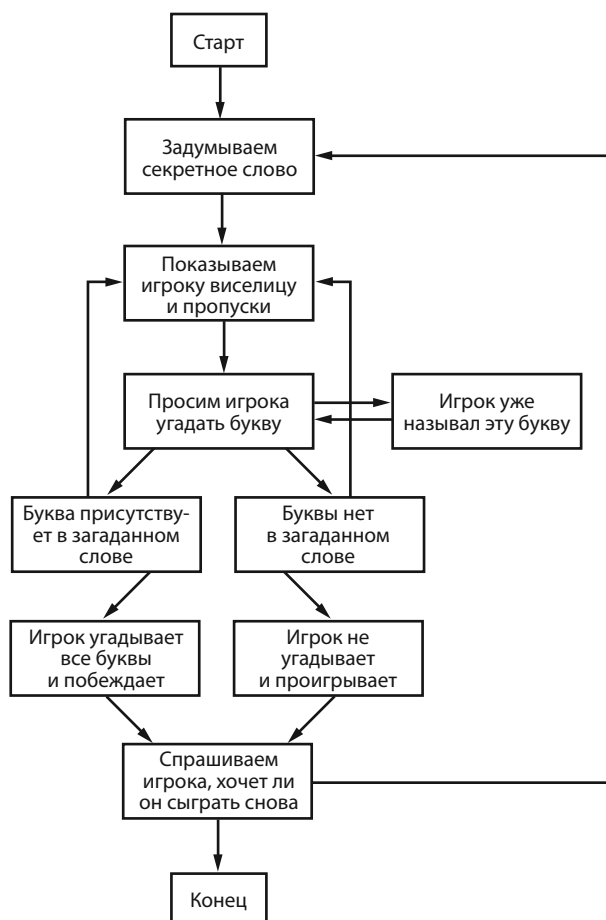 Старт
Задумываем
секретное слово
Показываем
игроку виселицу
и пропуски
Просим игрока
угадать букву
Игрок уже
называл эту букву
Буква присутству-
ет в загаданном
слове
Буквы нет
в загаданном
слове
Игрок угадывает
все буквы
и побеждает
Игрок не
угадывает
и проигрывает
Спрашиваем
игрока, хочет ли
он сыграть снова
Конец